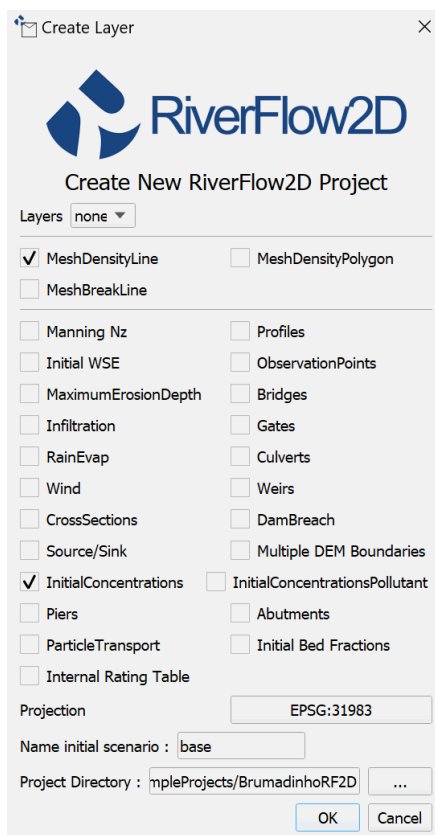 Create Layer
RiverFlow2D
Create New RiverFlow2D Project
Layers none
MeshDensityLine MeshDensityPolygon
MeshBreakLine
Manning Nz Profiles
Initial WSE ObservationPoints
MaximumErosionDepth Bridges
Infiltration Gates
RainEvap Culverts
Wind Weirs
CrossSections DamBreach
Source/Sink Multiple DEM Boundaries
InitialConcentrations InitialConcentrationsPollutant
Piers Abutments
ParticleTransport Initial Bed Fractions
Internal Rating Table
Projection EPSG:31983
Name initial scenario : base
Project Directory : mpleProjects/BrumadinhoRF2D ...
OK Cancel